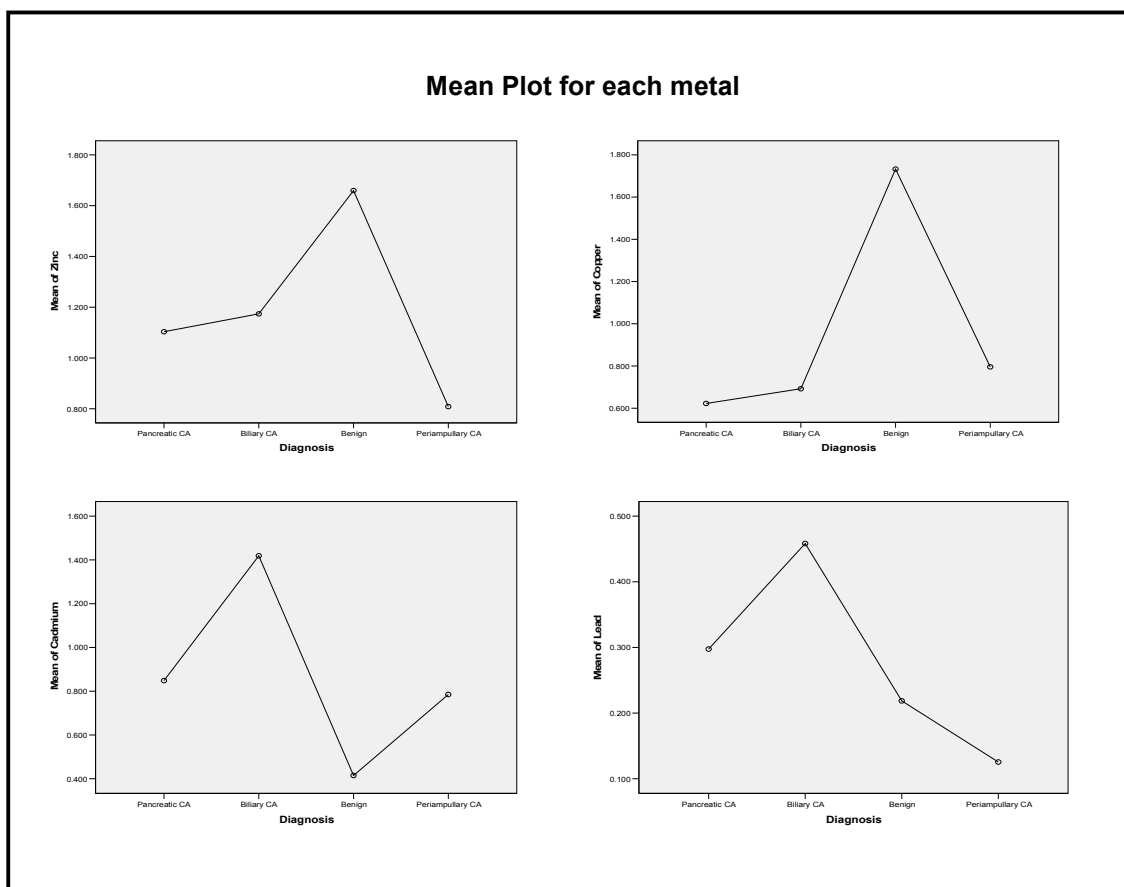 Mean Plot for each metal
1.800
1.600
1.400
1.200
1.000
0.800
Mean of Zinc
Pancreatic CA Biliary CA Benign Periampullary CA
Diagnosis
1.800
1.600
1.400
1.200
1.000
0.800
0.600
Mean of Copper
Pancreatic CA Biliary CA Benign Periampullary CA
Diagnosis
1.600
1.400
1.200
1.000
0.800
0.600
0.400
Mean of Cadmium
Pancreatic CA Biliary CA Benign Periampullary CA
Diagnosis
0.500
0.400
0.300
0.200
0.100
Mean of Lead
Pancreatic CA Biliary CA Benign Periampullary CA
Diagnosis